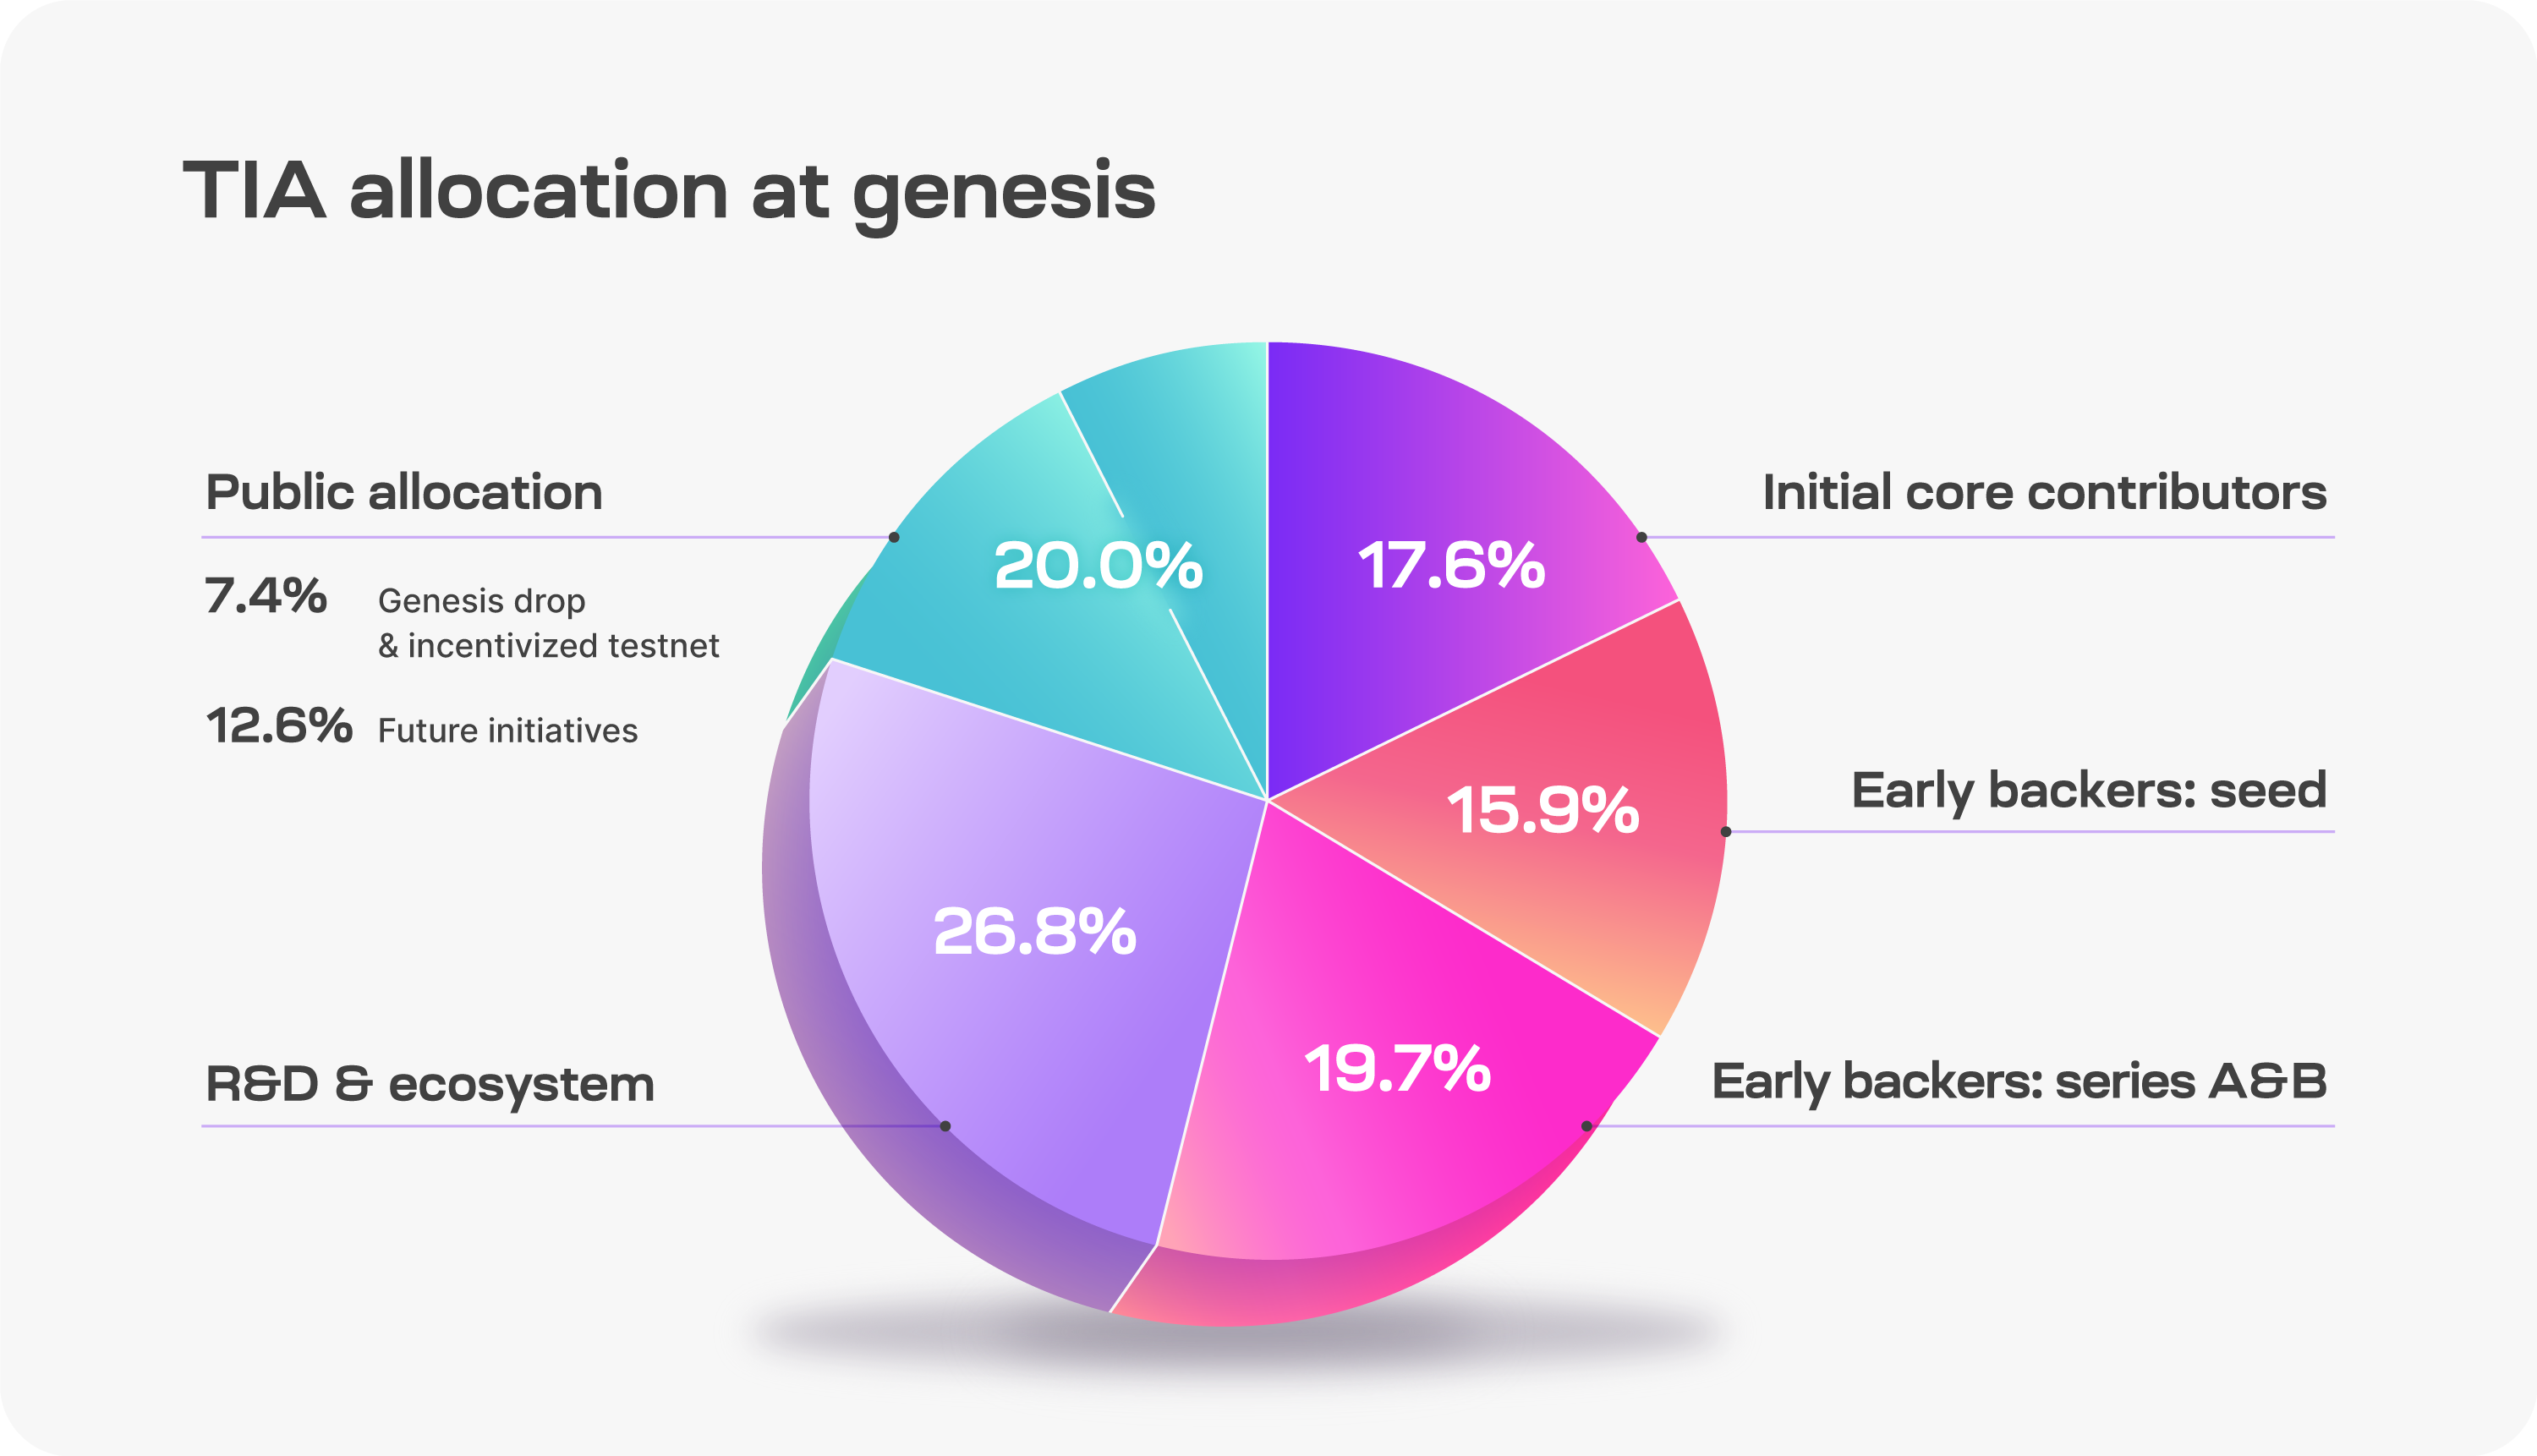 TIA allocation at genesis
Public allocation
7.4% Genesis drop
& incentivized testnet
12.6% Future initiatives
R&D & ecosystem
20.0%
17.6%
15.9%
26.8%
19.7%
Initial core contributors
Early backers: seed
Early backers: series A&B